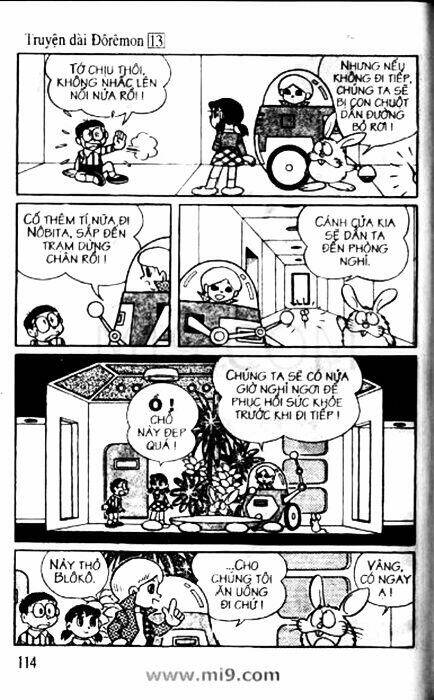 Truyện dài Đôrêmon 13
TỚ CHỊU THÔI,
KHÔNG NHẤC LÊN
NỔI NỮA RỒI !
NHƯNG NẾU
KHÔNG ĐI TIẾP,
CHÚNG TA SẼ
BỊ CON CHUỘT
DẪN ĐƯỜNG
BỎ RƠI !
CỐ THÊM TÍ NỮA ĐI
NÔBITA, SẮP ĐẾN
TRẠM DỪNG
CHÂN RỒI !
CÁNH CỬA KIA
SẼ DẪN TA
ĐẾN PHÒNG
NGHỈ.
Ồ !
CHỖ
NÀY ĐẸP
QUÁ !
CHÚNG TA SẼ CÓ NỬA
GIỜ NGHỈ NGƠI ĐỂ
PHỤC HỒI SỨC KHỎE
TRƯỚC KHI ĐI TIẾP !
NÀY THỎ
BLÔKÔ.
...CHO
CHÚNG TÔI
ĂN UỐNG
ĐI CHỨ !
VÂNG,
CÓ NGAY
Ạ !
114
www.mi9.com